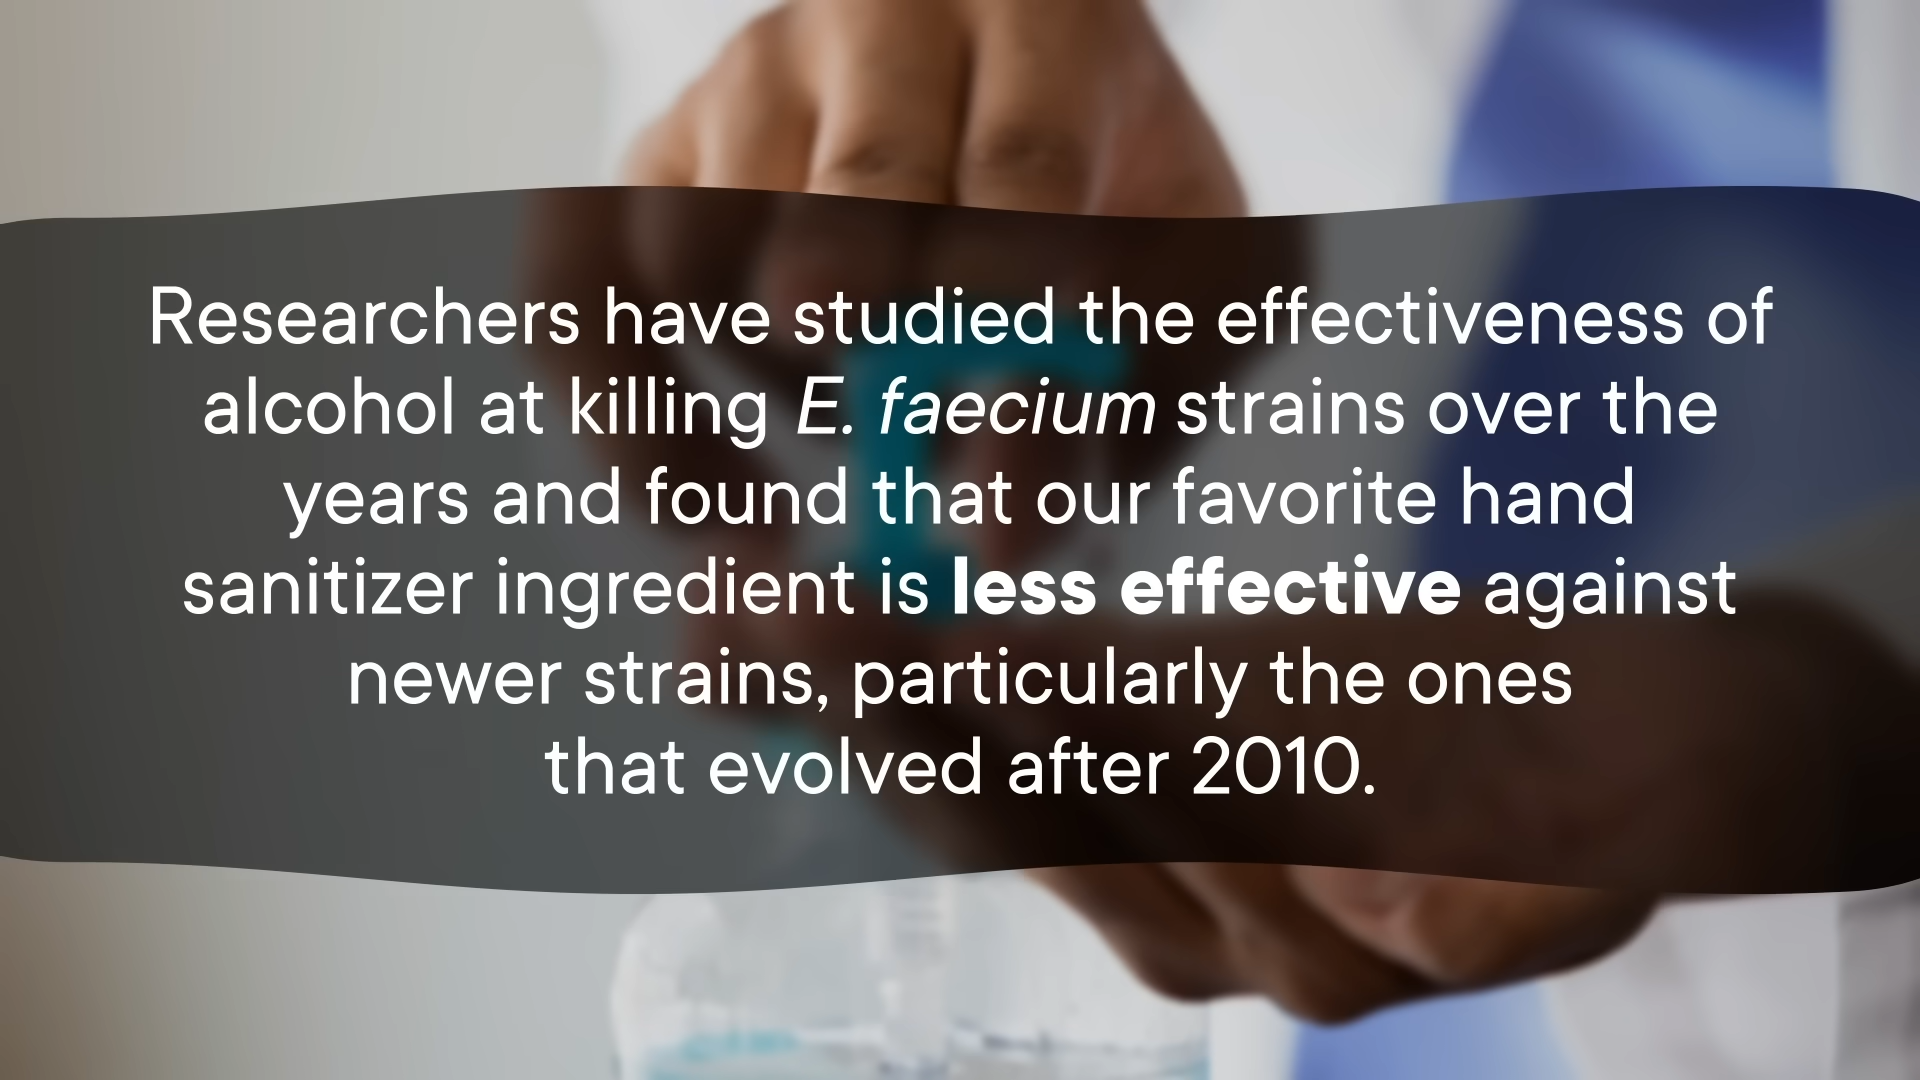 Researchers have studied the effectiveness of
alcohol at killing E. faecium strains over the
years and found that our favorite hand
sanitizer ingredient is less effective against
newer strains, particularly the ones
that evolved after 2010.